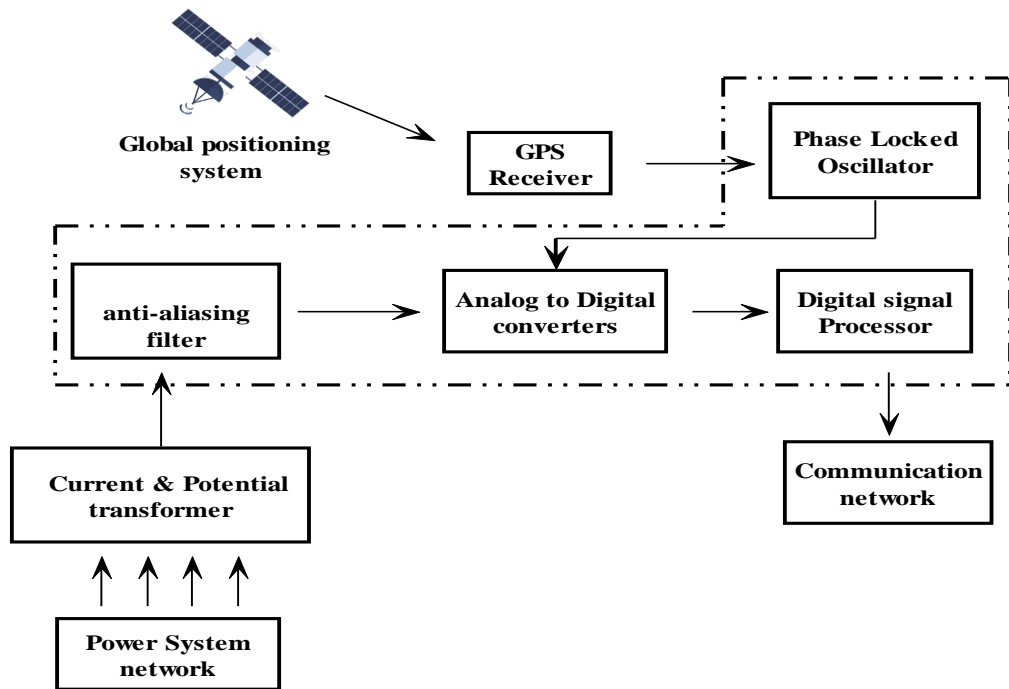 Global positioning
system
GPS
Receiver
Phase Locked
Oscillator
anti-aliasing
filter
Analog to Digital
converters
Digital signal
Processor
Current & Potential
transformer
Communication
network
Power System
network